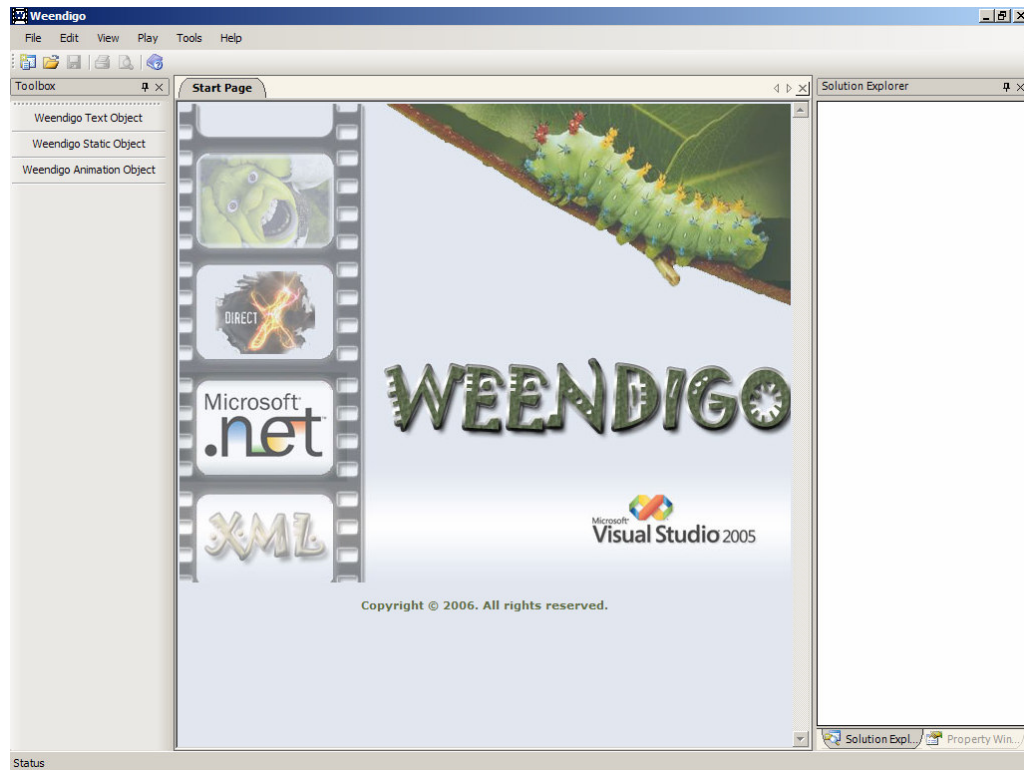 Weendigo
File Edit View Play Tools Help
Toolbox
Start Page
Solution Explorer
Weendigo Text Object
Weendigo Static Object
Weendigo Animation Object
DIRECT X
Microsoft
.net
XML
WEENDIGO
Microsoft
Visual Studio 2005
Copyright © 2006. All rights reserved.
Solution Expl... Property Win...
Status